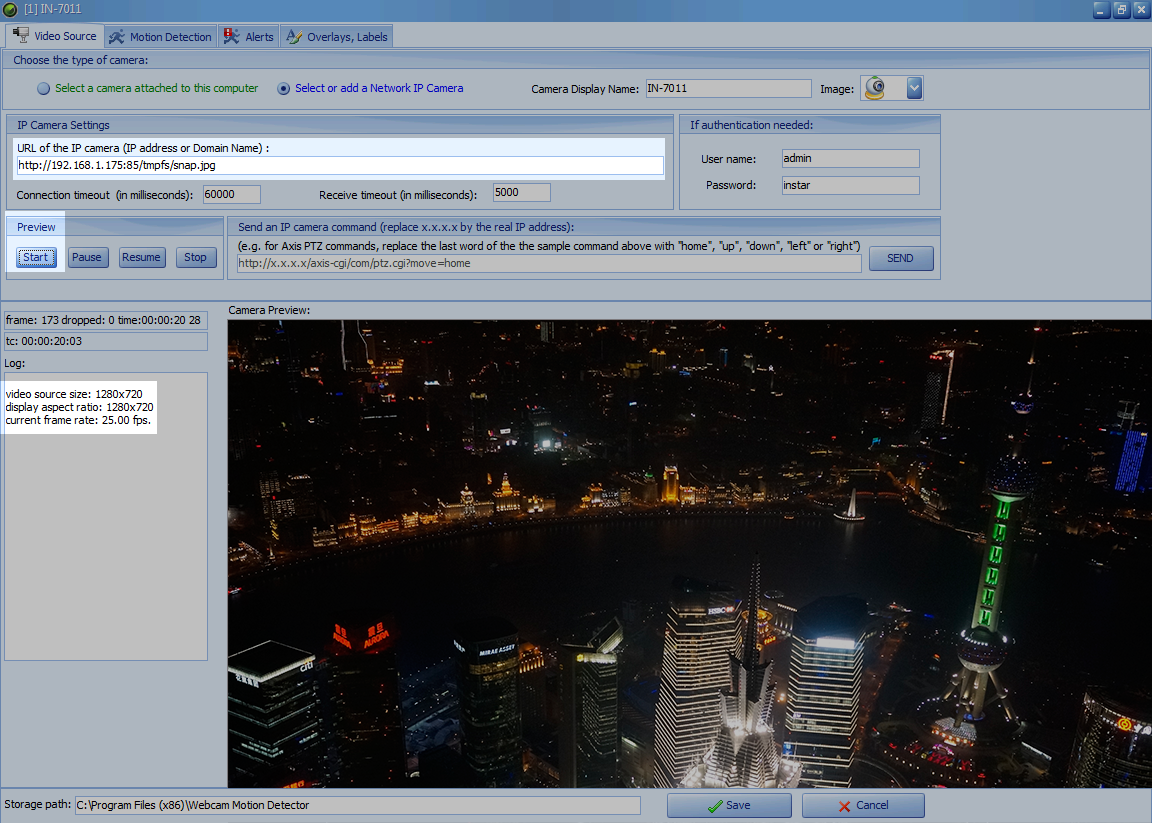 [1] IN-7011
Video Source Motion Detection Alerts Overlays, Labels
Choose the type of camera:
Select a camera attached to this computer Select or add a Network IP Camera Camera Display Name: IN-7011 Image:
IP Camera Settings
URL of the IP camera (IP address or Domain Name) :
http://192.168.1.175:85/tmpfs/snap.jpg
Connection timeout (in milliseconds): 60000 Receive timeout (in milliseconds): 5000
If authentication needed:
User name: admin
Password: instar
Preview
Start Pause Resume Stop
Send an IP camera command (replace x.x.x.x by the real IP address):
(e.g. for Axis PTZ commands, replace the last word of the the sample command above with "home", "up", "down", "left" or "right")
http://x.x.x.x/axis-cgi/com/ptz.cgi?move=home
SEND
frame: 173 dropped: 0 time:00:00:20 28
tc: 00:00:20:03
Log:
video source size: 1280x720
display aspect ratio: 1280x720
current frame rate: 25.00 fps.
Camera Preview:
HSBC
震旦 震旦
AURORA AURORA
MIRAE ASSET
citi
Storage path: C:\Program Files (x86)\Webcam Motion Detector
Save Cancel